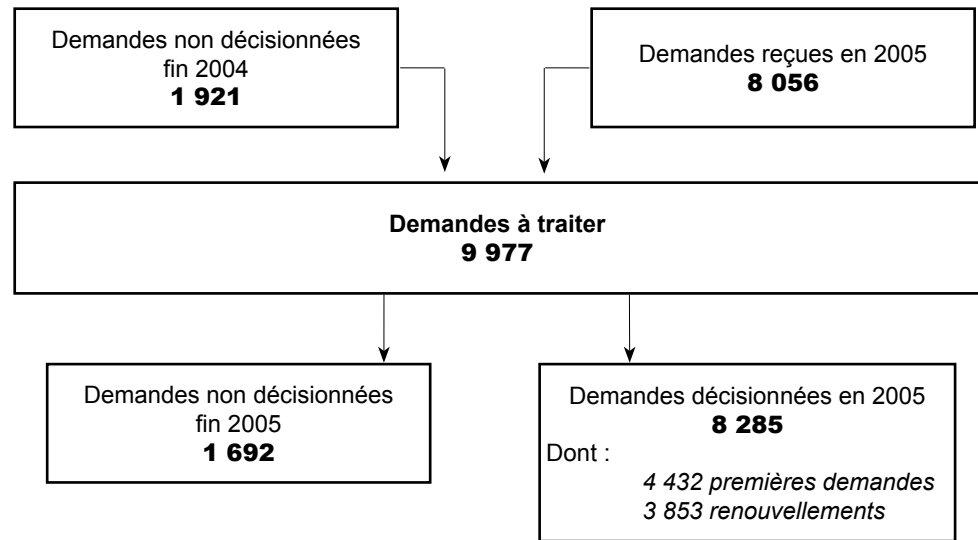 Demandes non décisionnées
fin 2004
1 921
Demandes reçues en 2005
8 056
Demandes à traiter
9 977
Demandes non décisionnées
fin 2005
1 692
Demandes décisionnées en 2005
8 285
Dont :
4 432 premières demandes
3 853 renouvellements